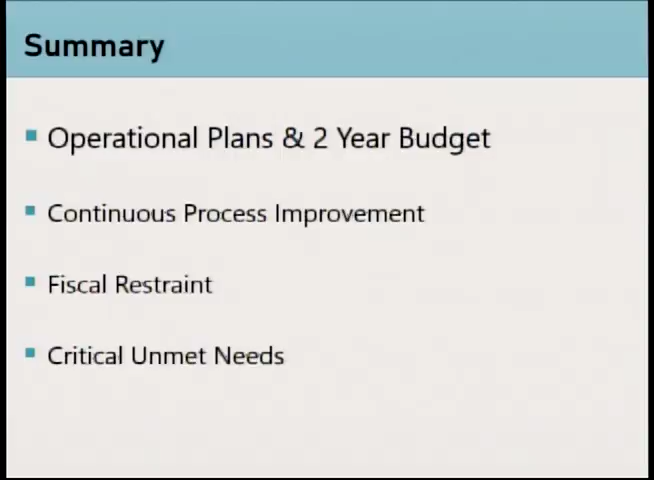 Summary
Operational Plans & 2 Year Budget
Continuous Process Improvement
Fiscal Restraint
Critical Unmet Needs